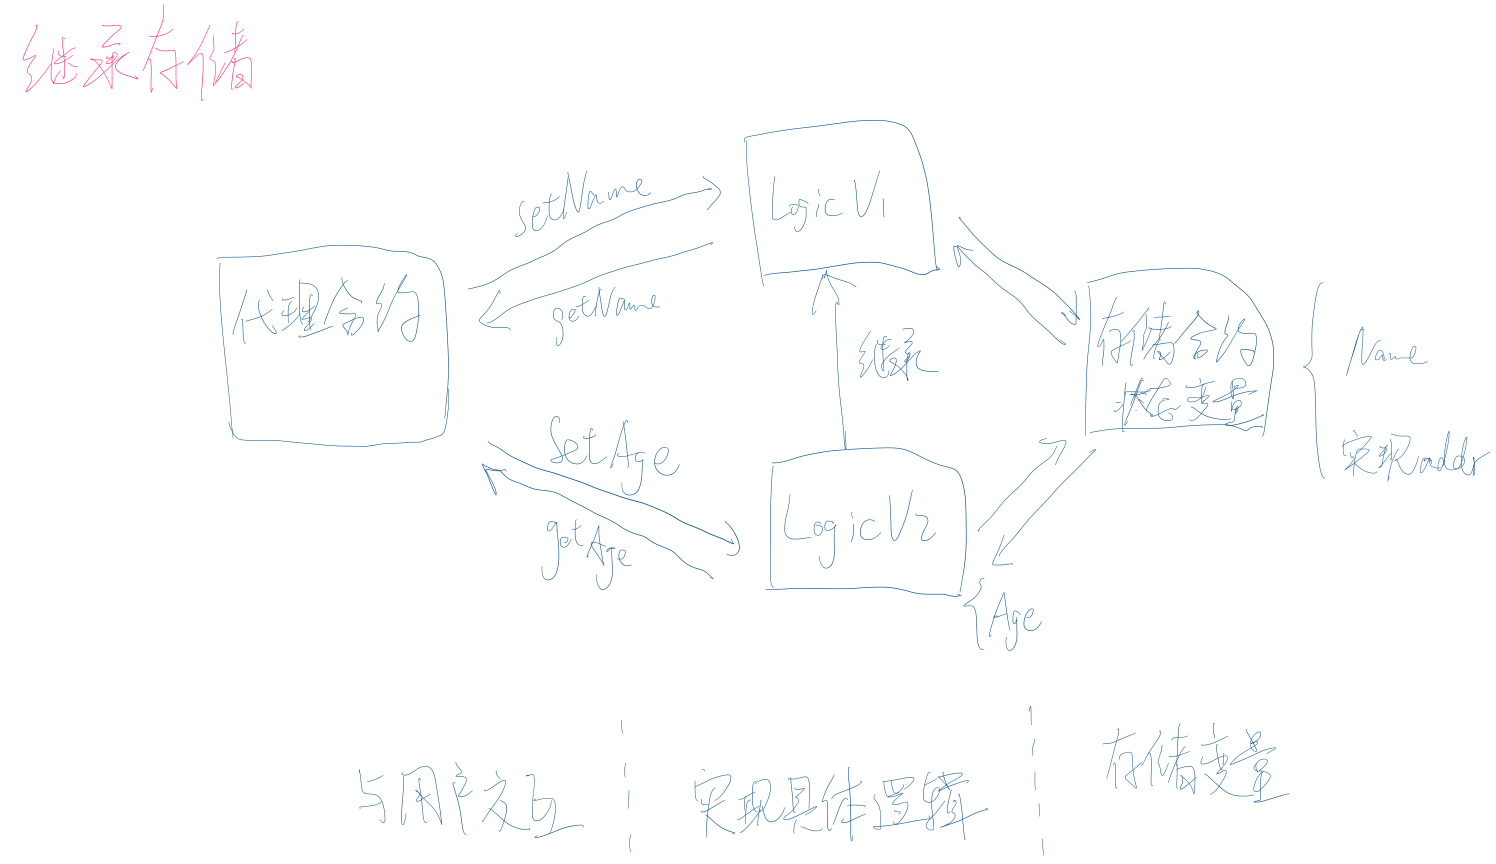 继承存储
setName
Logic V1
getName
代理合约
继承
存储合约
状态变量
Name
实现addr
SetAge
getAge
Logic V2
Age
与用户交互
实现具体逻辑
存储变量